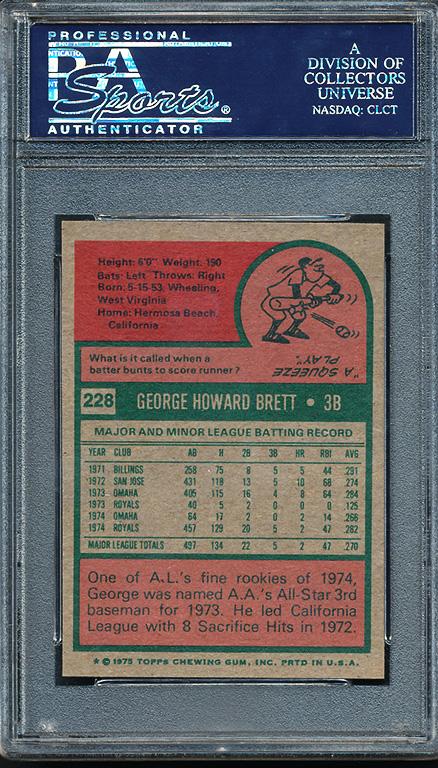 PROFESSIONAL
PSA
Sports®
AUTHENTICATOR
A
DIVISION OF
COLLECTORS
UNIVERSE
NASDAQ: CLCT
Height: 6'0" Weight: 190
Bats: Left Throws: Right
Born: 5-15-53, Wheeling,
West Virginia
Home: Hermosa Beach,
California
What is it called when a
batter bunts to score runner?
"A SQUEEZE
PLAY."
228 GEORGE HOWARD BRETT • 3B
MAJOR AND MINOR LEAGUE BATTING RECORD
YEAR CLUB AB H 2B 3B HR RBI AVG
1971 BILLINGS 258 75 8 5 5 44 .291
1972 SAN JOSE 431 118 13 5 10 68 .274
1973 OMAHA 405 115 16 4 8 64 .284
1973 ROYALS 40 5 2 0 0 0 .125
1974 OMAHA 64 17 2 0 2 14 .266
1974 ROYALS 457 129 20 5 2 47 .282
MAJOR LEAGUE TOTALS 497 134 22 5 2 47 .270
One of A.L.'s fine rookies of 1974,
George was named A.A.'s All-Star 3rd
baseman for 1973. He led California
League with 8 Sacrifice Hits in 1972.
* © 1975 TOPPS CHEWING GUM, INC. PRTD IN U.S.A.